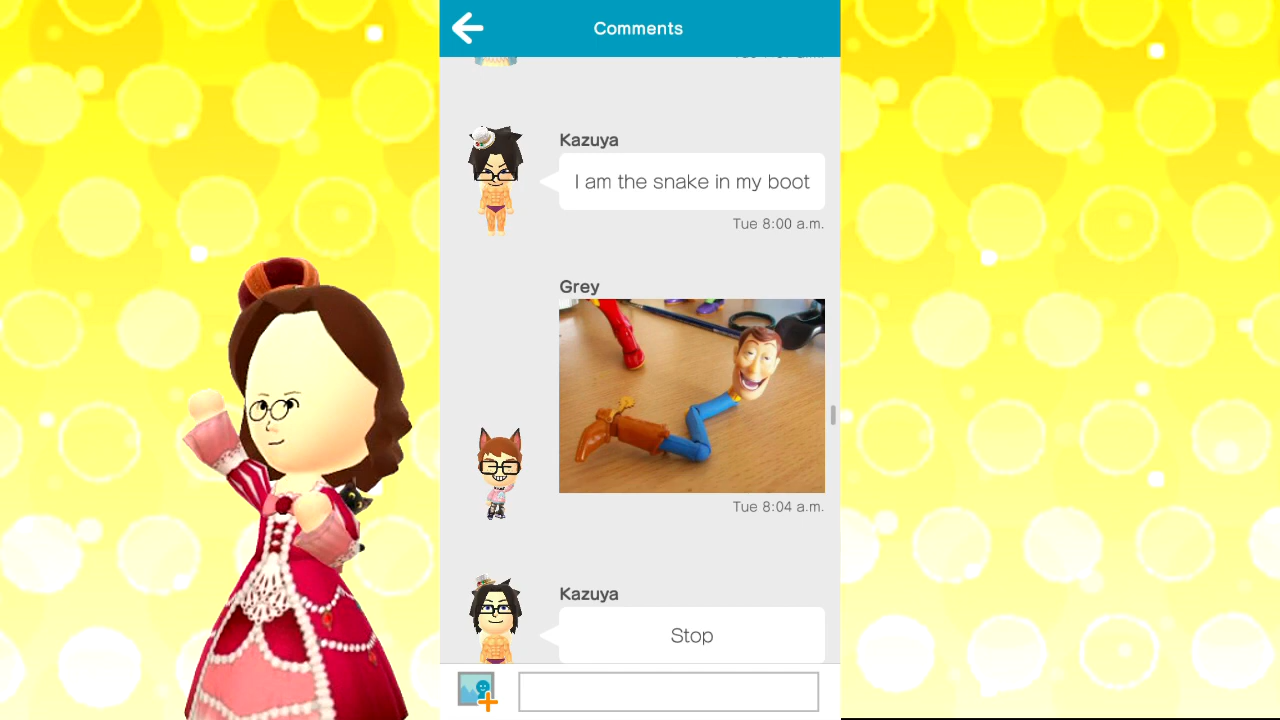 Comments
Kazuya
I am the snake in my boot
Tue 8:00 a.m.
Grey
Tue 8:04 a.m.
Kazuya
Stop